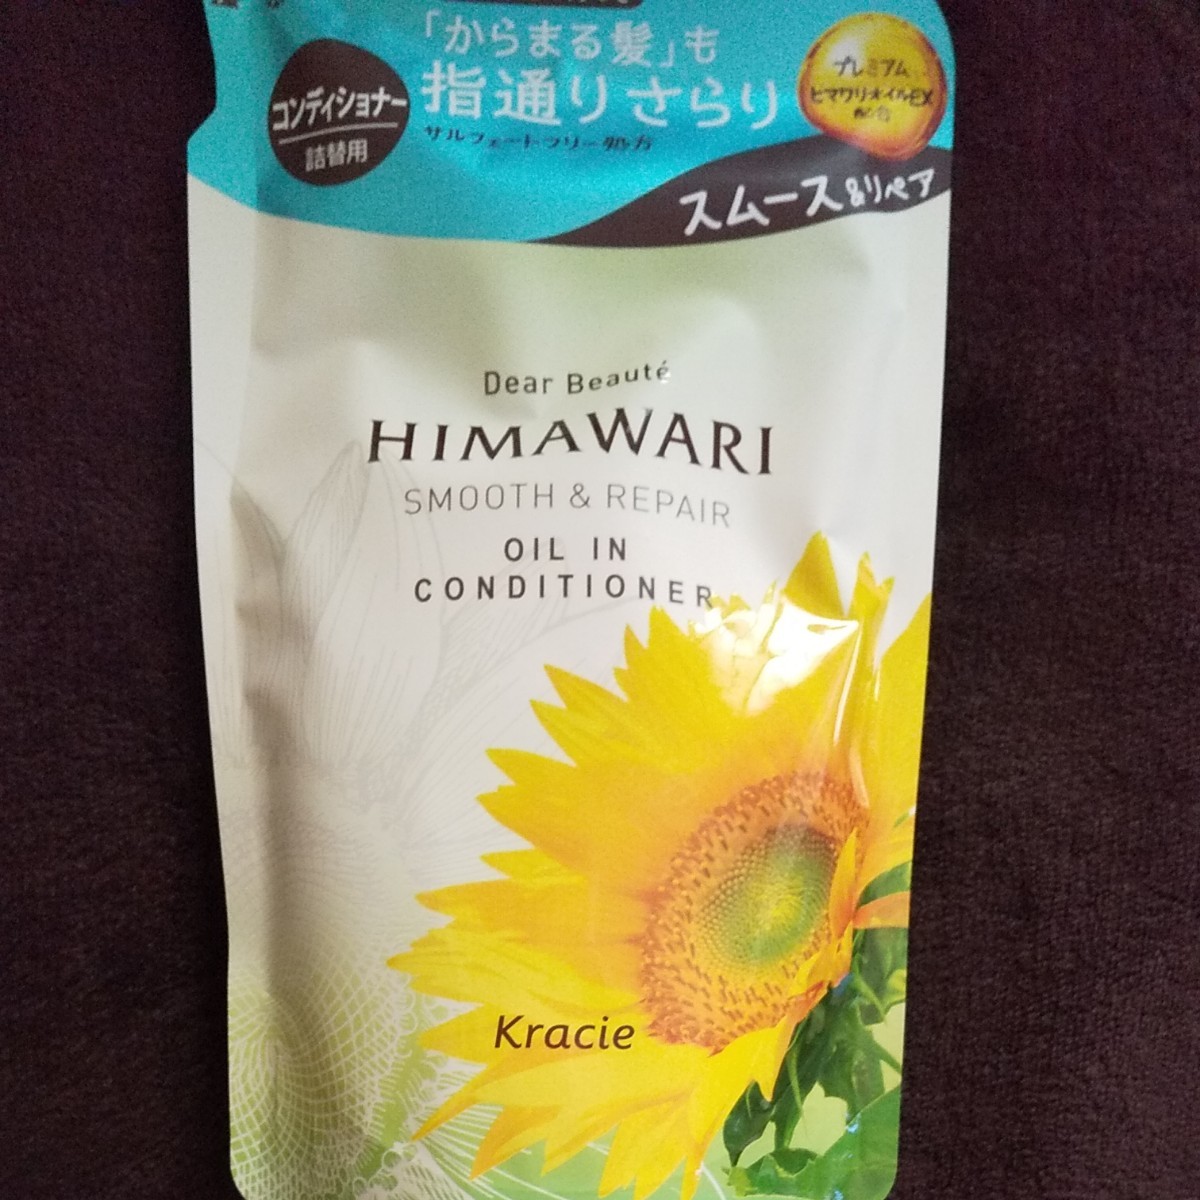 「からまる髪」も
指通りさらり
サルフェートフリー処方
コンディショナー
詰替用
プレミアム
ヒマワリオイルEX
配合
スムース&リペア
Dear Beauté
HIMAWARI
SMOOTH & REPAIR
OIL IN
CONDITIONER
Kracie